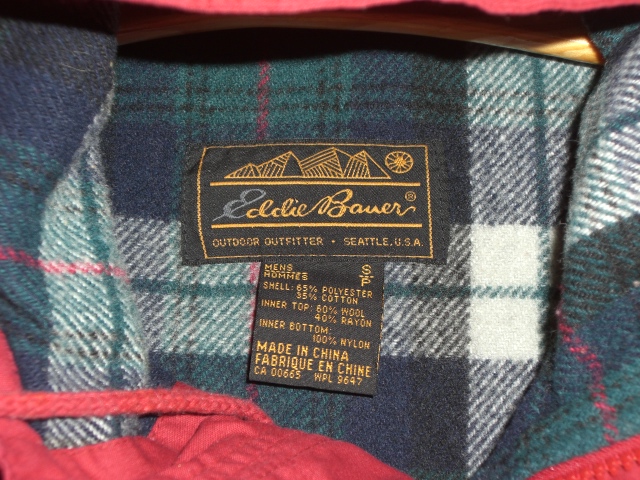 Eddie Bauer®
OUTDOOR OUTFITTER • SEATTLE, U.S.A.
MENS S
HOMMES P
SHELL: 65% POLYESTER
35% COTTON
INNER TOP: 60% WOOL
40% RAYON
INNER BOTTOM:
100% NYLON
MADE IN CHINA
FABRIQUE EN CHINE
CA 00665 WPL 9647